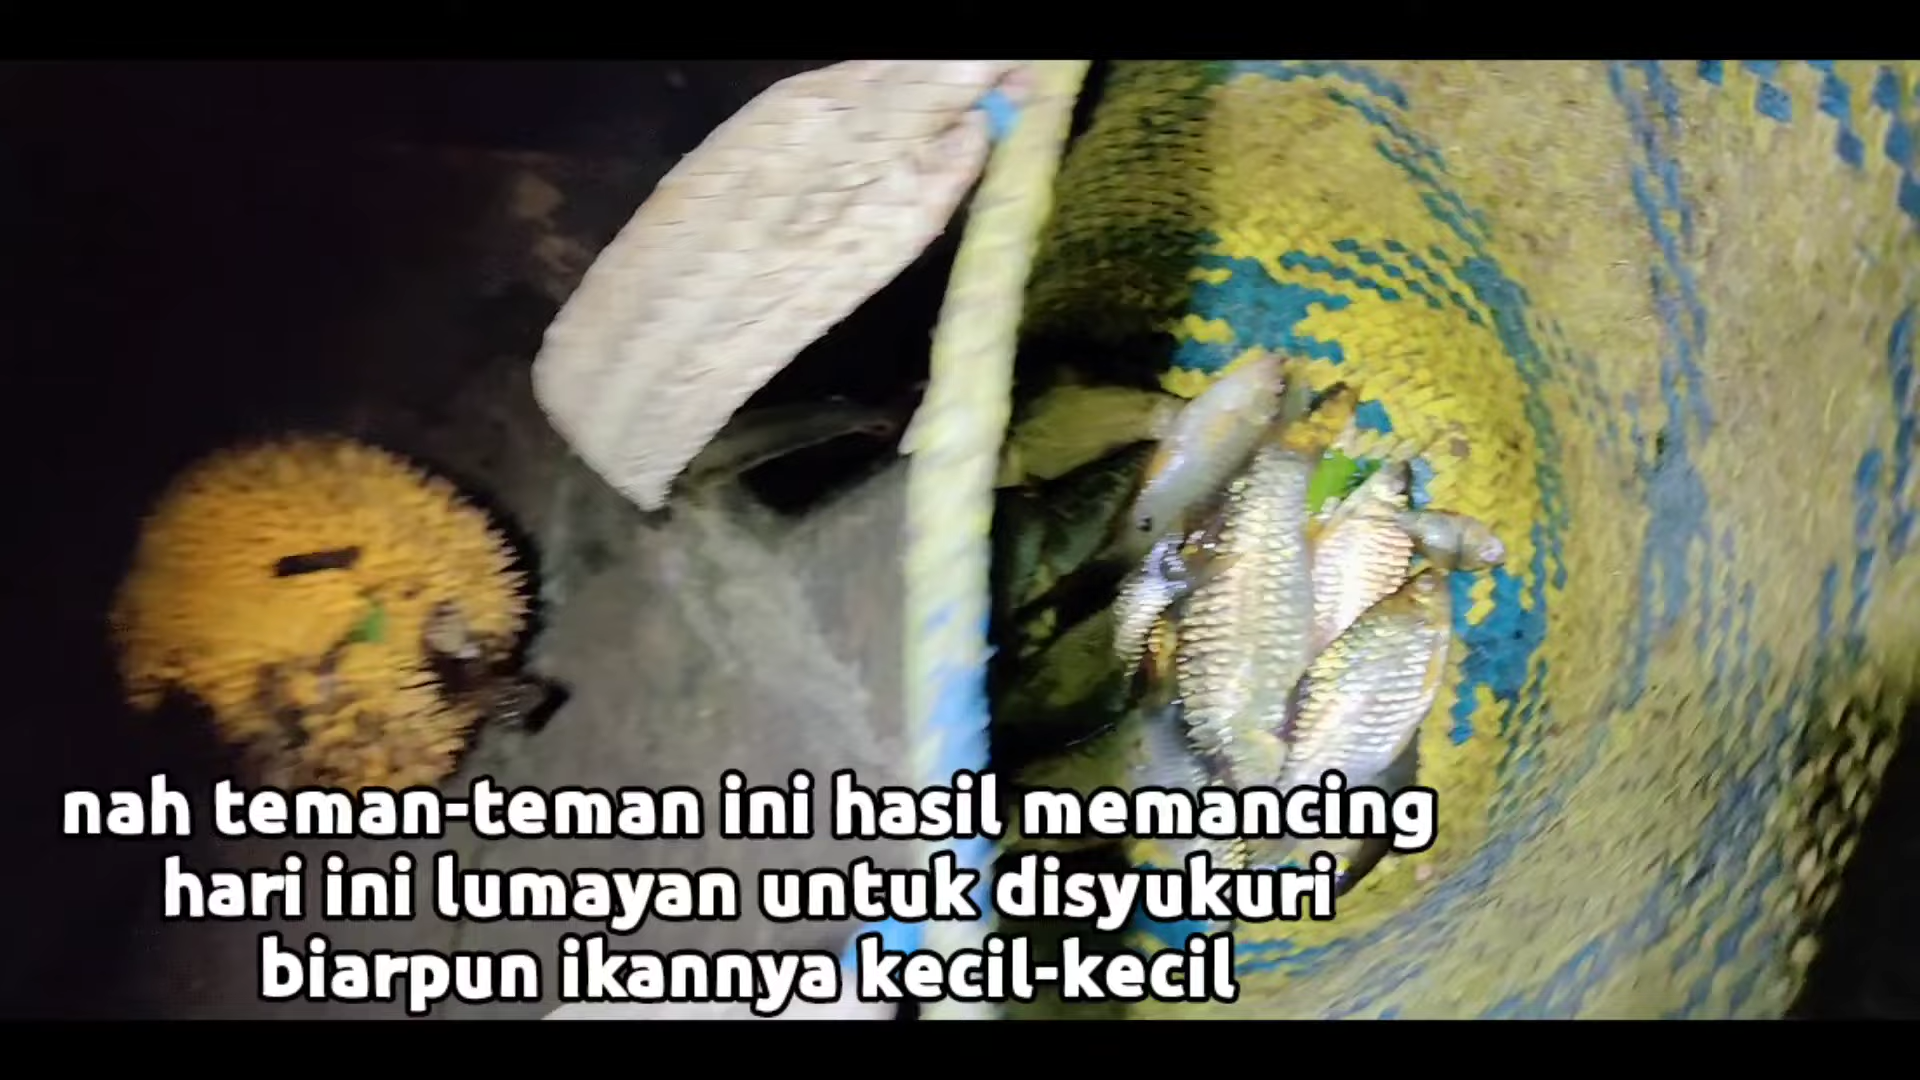 nah teman-teman ini hasil memancing
hari ini lumayan untuk disyukuri
biarpun ikannya kecil-kecil